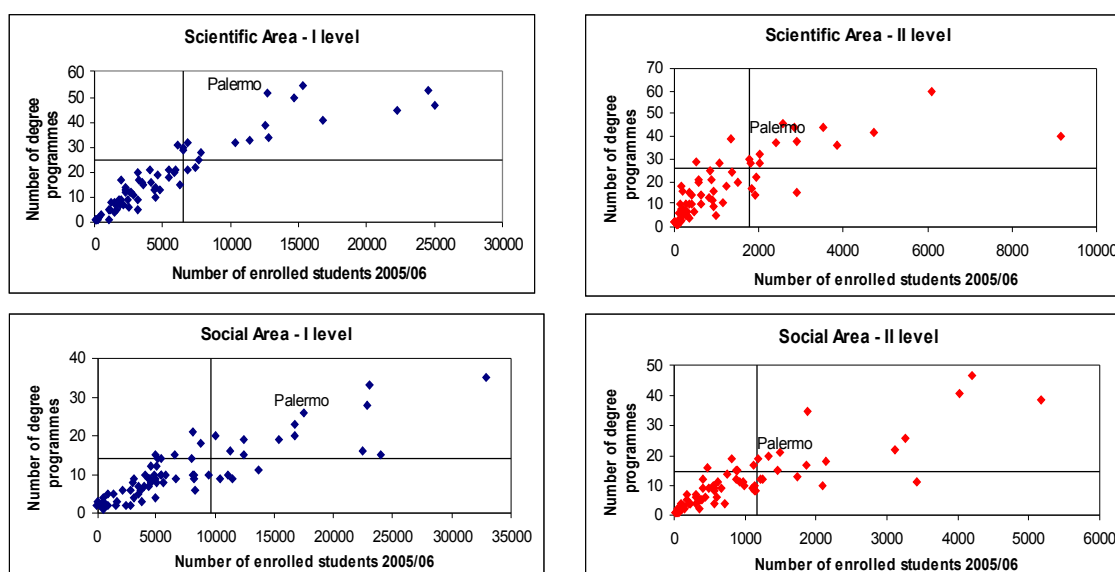 Scientific Area - I level
Number of degree
programmes
60
50
40
30
20
10
0
Palermo
0 5000 10000 15000 20000 25000 30000
Number of enrolled students 2005/06
Scientific Area - II level
Number of degree
programmes
70
60
50
40
30
20
10
0
Palermo
0 2000 4000 6000 8000 10000
Number of enrolled students 2005/06
Social Area - I level
Number of degree
programmes
40
30
20
10
0
Palermo
0 5000 10000 15000 20000 25000 30000 35000
Number of enrolled students 2005/06
Social Area - II level
Number of degree
programmes
50
40
30
20
10
0
Palermo
0 1000 2000 3000 4000 5000 6000
Number of enrolled students 2005/06